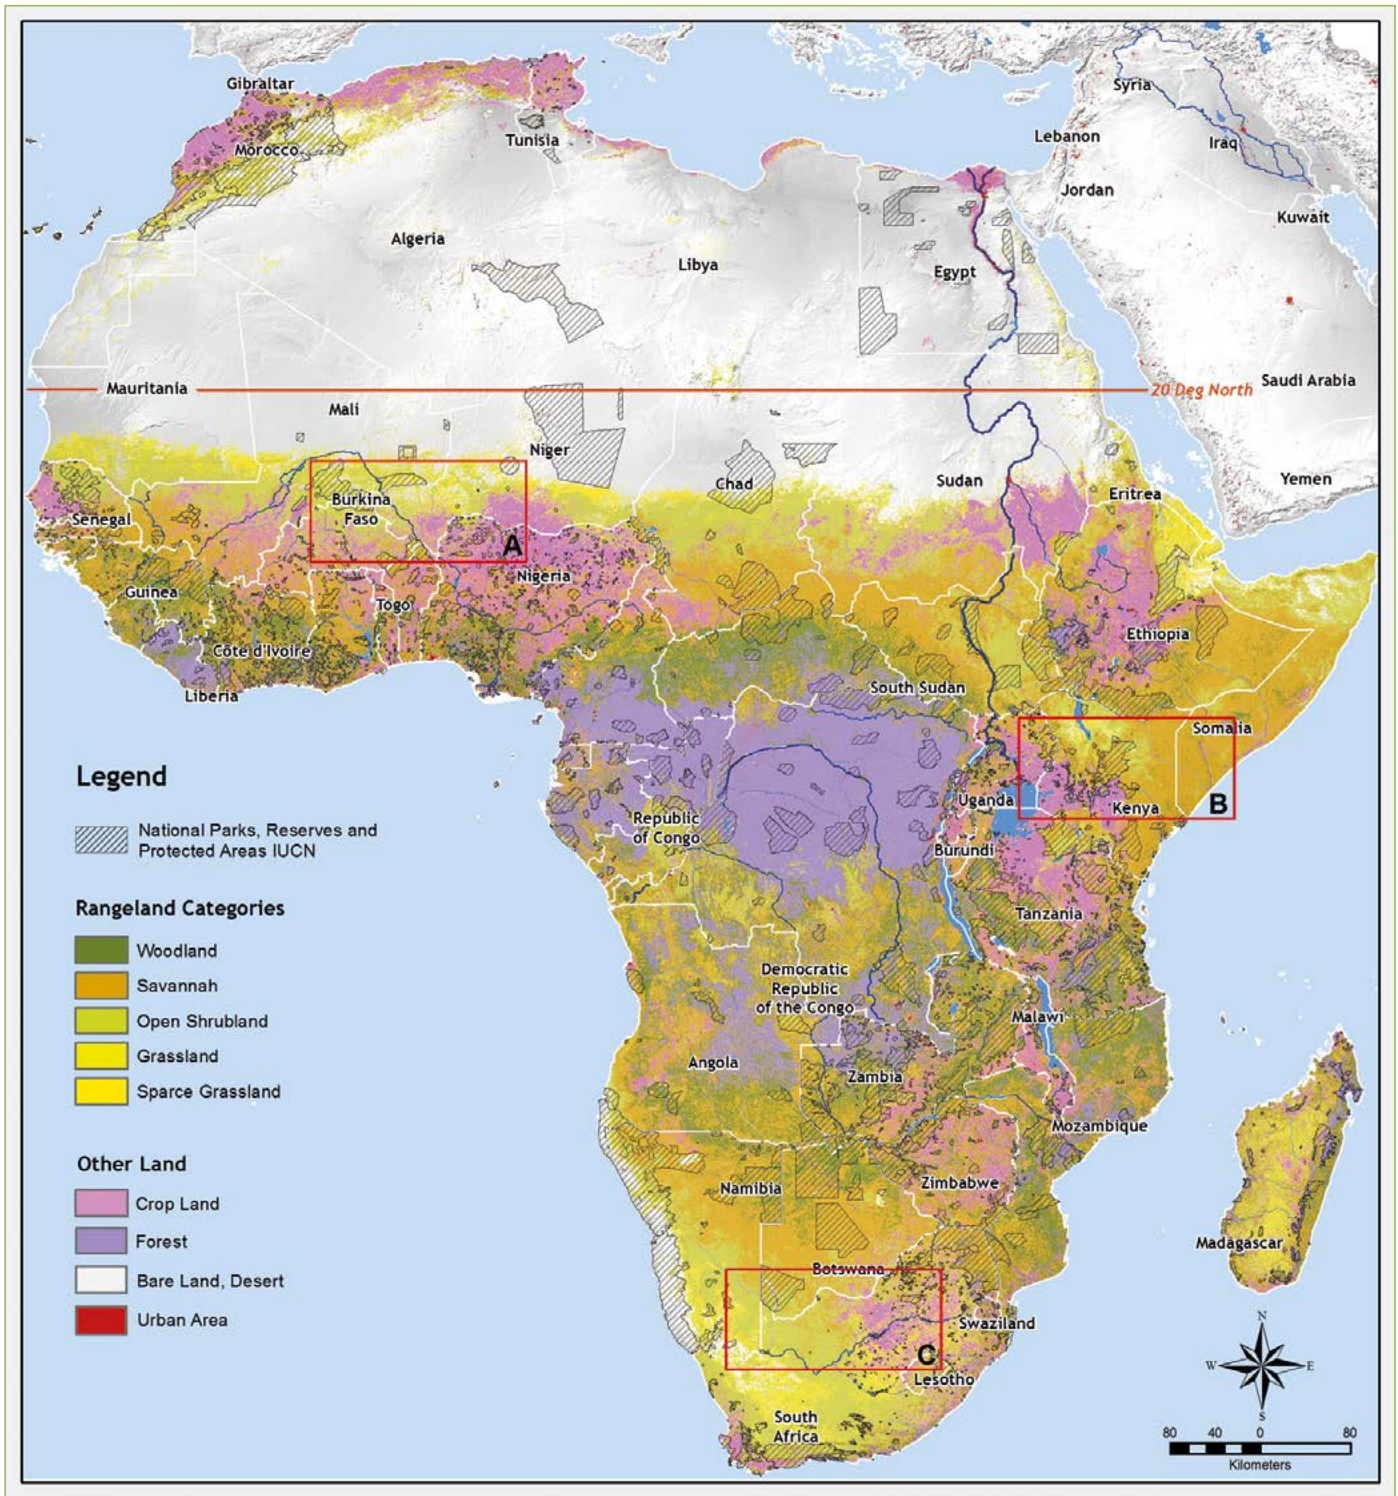 Gibraltar
Syria
Lebanon
Iraq
Tunisia
Morocco
Jordan
Kuwait
Algeria
Libya
Egypt
Mauritania
20 Deg North
Saudi Arabia
Mali
Niger
Chad
Sudan
Yemen
Eritrea
Burkina
Faso
Senegal
A
Nigeria
Guinea
Togo
Ethiopia
Côte d'Ivoire
South Sudan
Liberia
Somalia
Uganda
Kenya
B
Republic
of Congo
Burundi
Tanzania
Democratic
Republic
of the Congo
Malawi
Angola
Zambia
Mozambique
Namibia
Zimbabwe
Madagascar
Botswana
Swaziland
C
Lesotho
South
Africa
Legend
National Parks, Reserves and
Protected Areas IUCN
Rangeland Categories
Woodland
Savannah
Open Shrubland
Grassland
Sparce Grassland
Other Land
Crop Land
Forest
Bare Land, Desert
Urban Area
N
W E
S
80 40 0 80
Kilometers